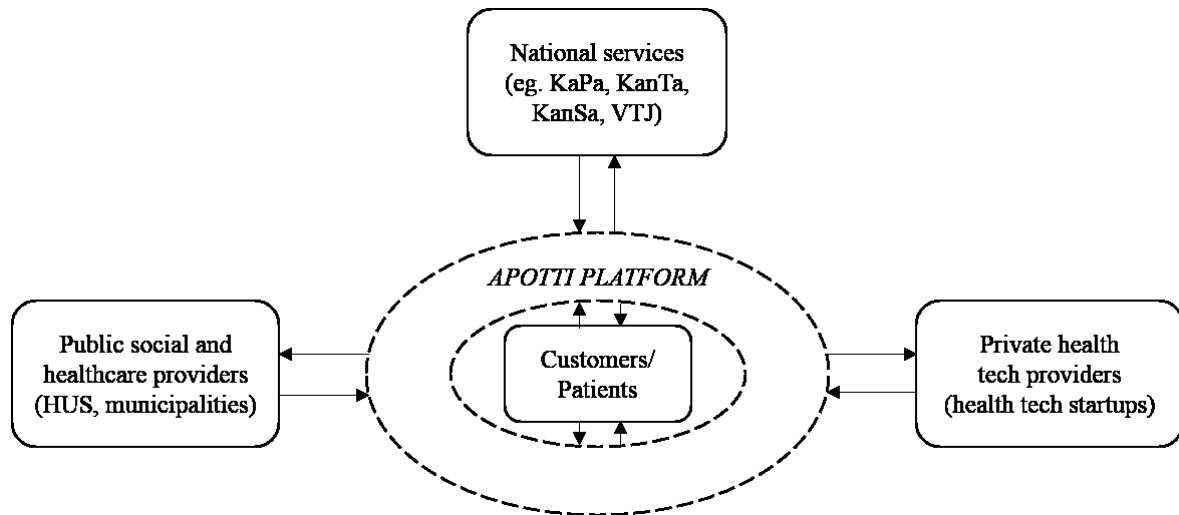 National services
(eg. KaPa, KanTa,
KanSa, VTJ)
APOTTI PLATFORM
Public social and
healthcare providers
(HUS, municipalities)
Customers/
Patients
Private health
tech providers
(health tech startups)